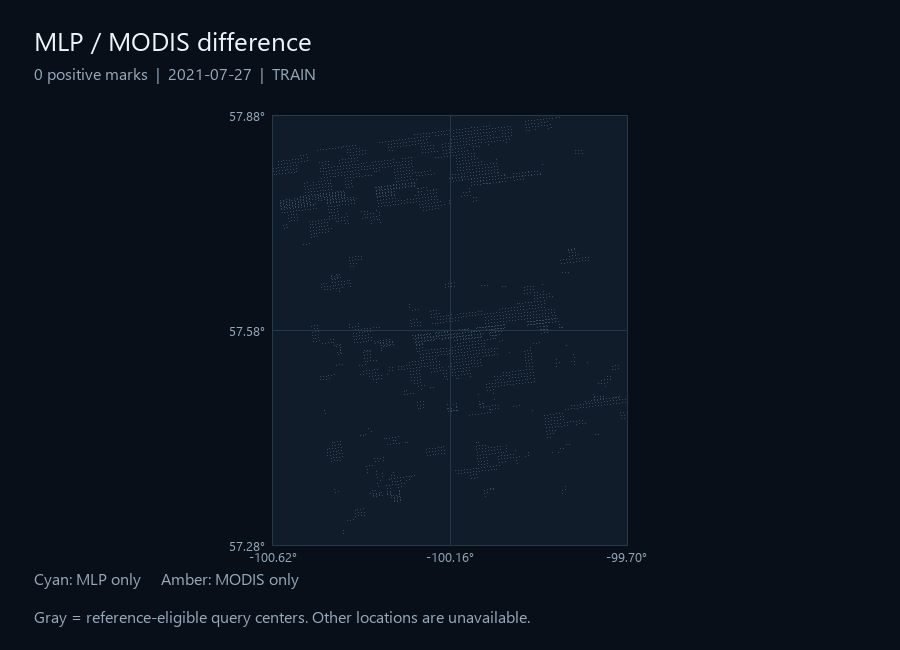 MLP / MODIS difference
0 positive marks | 2021-07-27 | TRAIN
57.88°
57.58°
57.28°
-100.62° -100.16° -99.70°
Cyan: MLP only Amber: MODIS only
Gray = reference-eligible query centers. Other locations are unavailable.